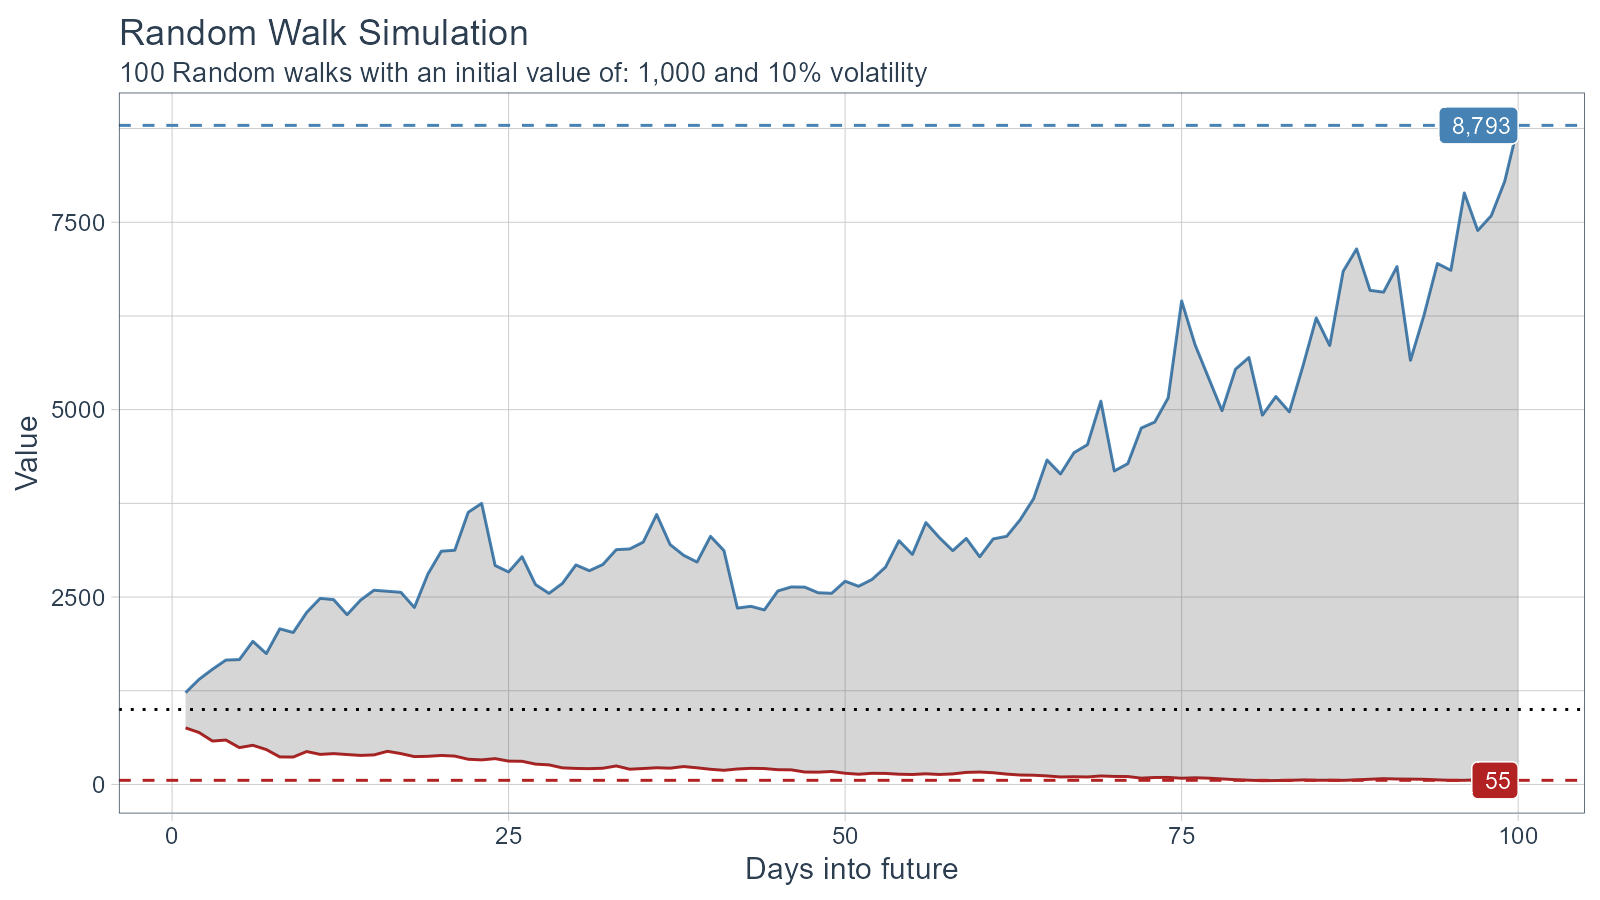 Random Walk Simulation
100 Random walks with an initial value of: 1,000 and 10% volatility
8,793
7500
5000
2500
0
55
Value
0 25 50 75 100
Days into future